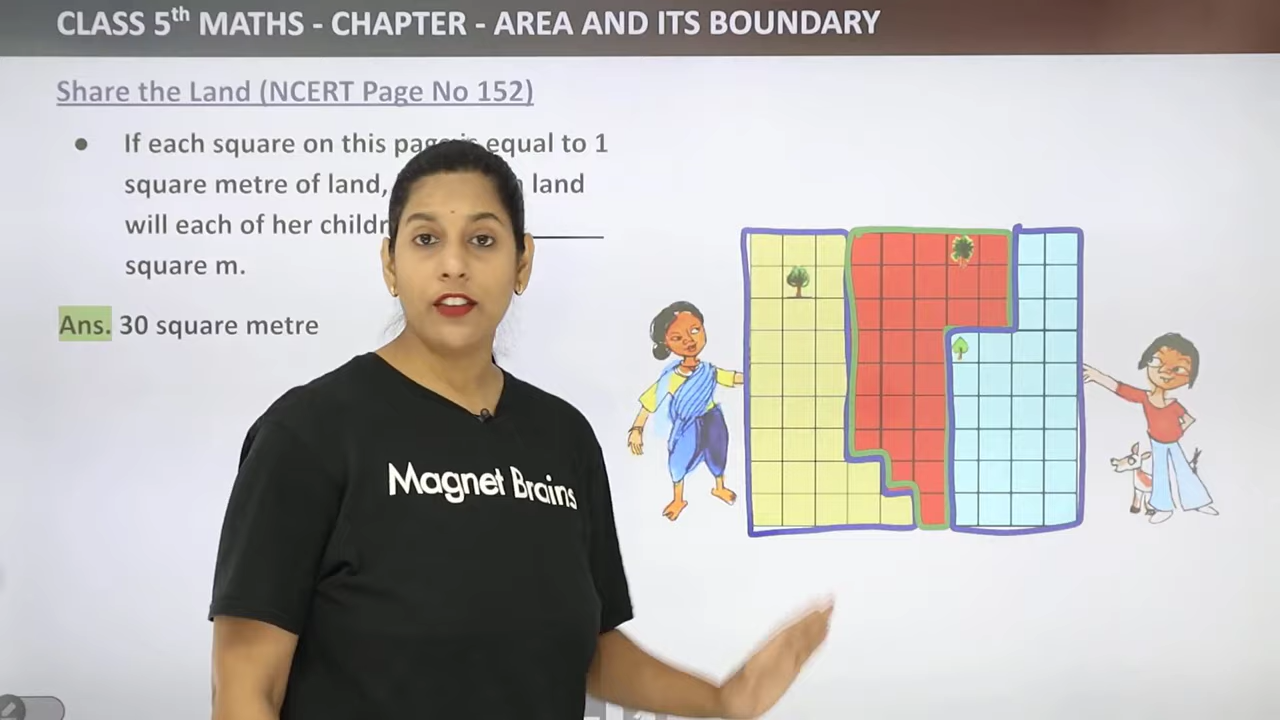 CLASS 5th MATHS - CHAPTER - AREA AND ITS BOUNDARY
Share the Land (NCERT Page No 152)
● If each square on this page is equal to 1
square metre of land, land
will each of her childr
square m.
Ans. 30 square metre
Magnet Brains